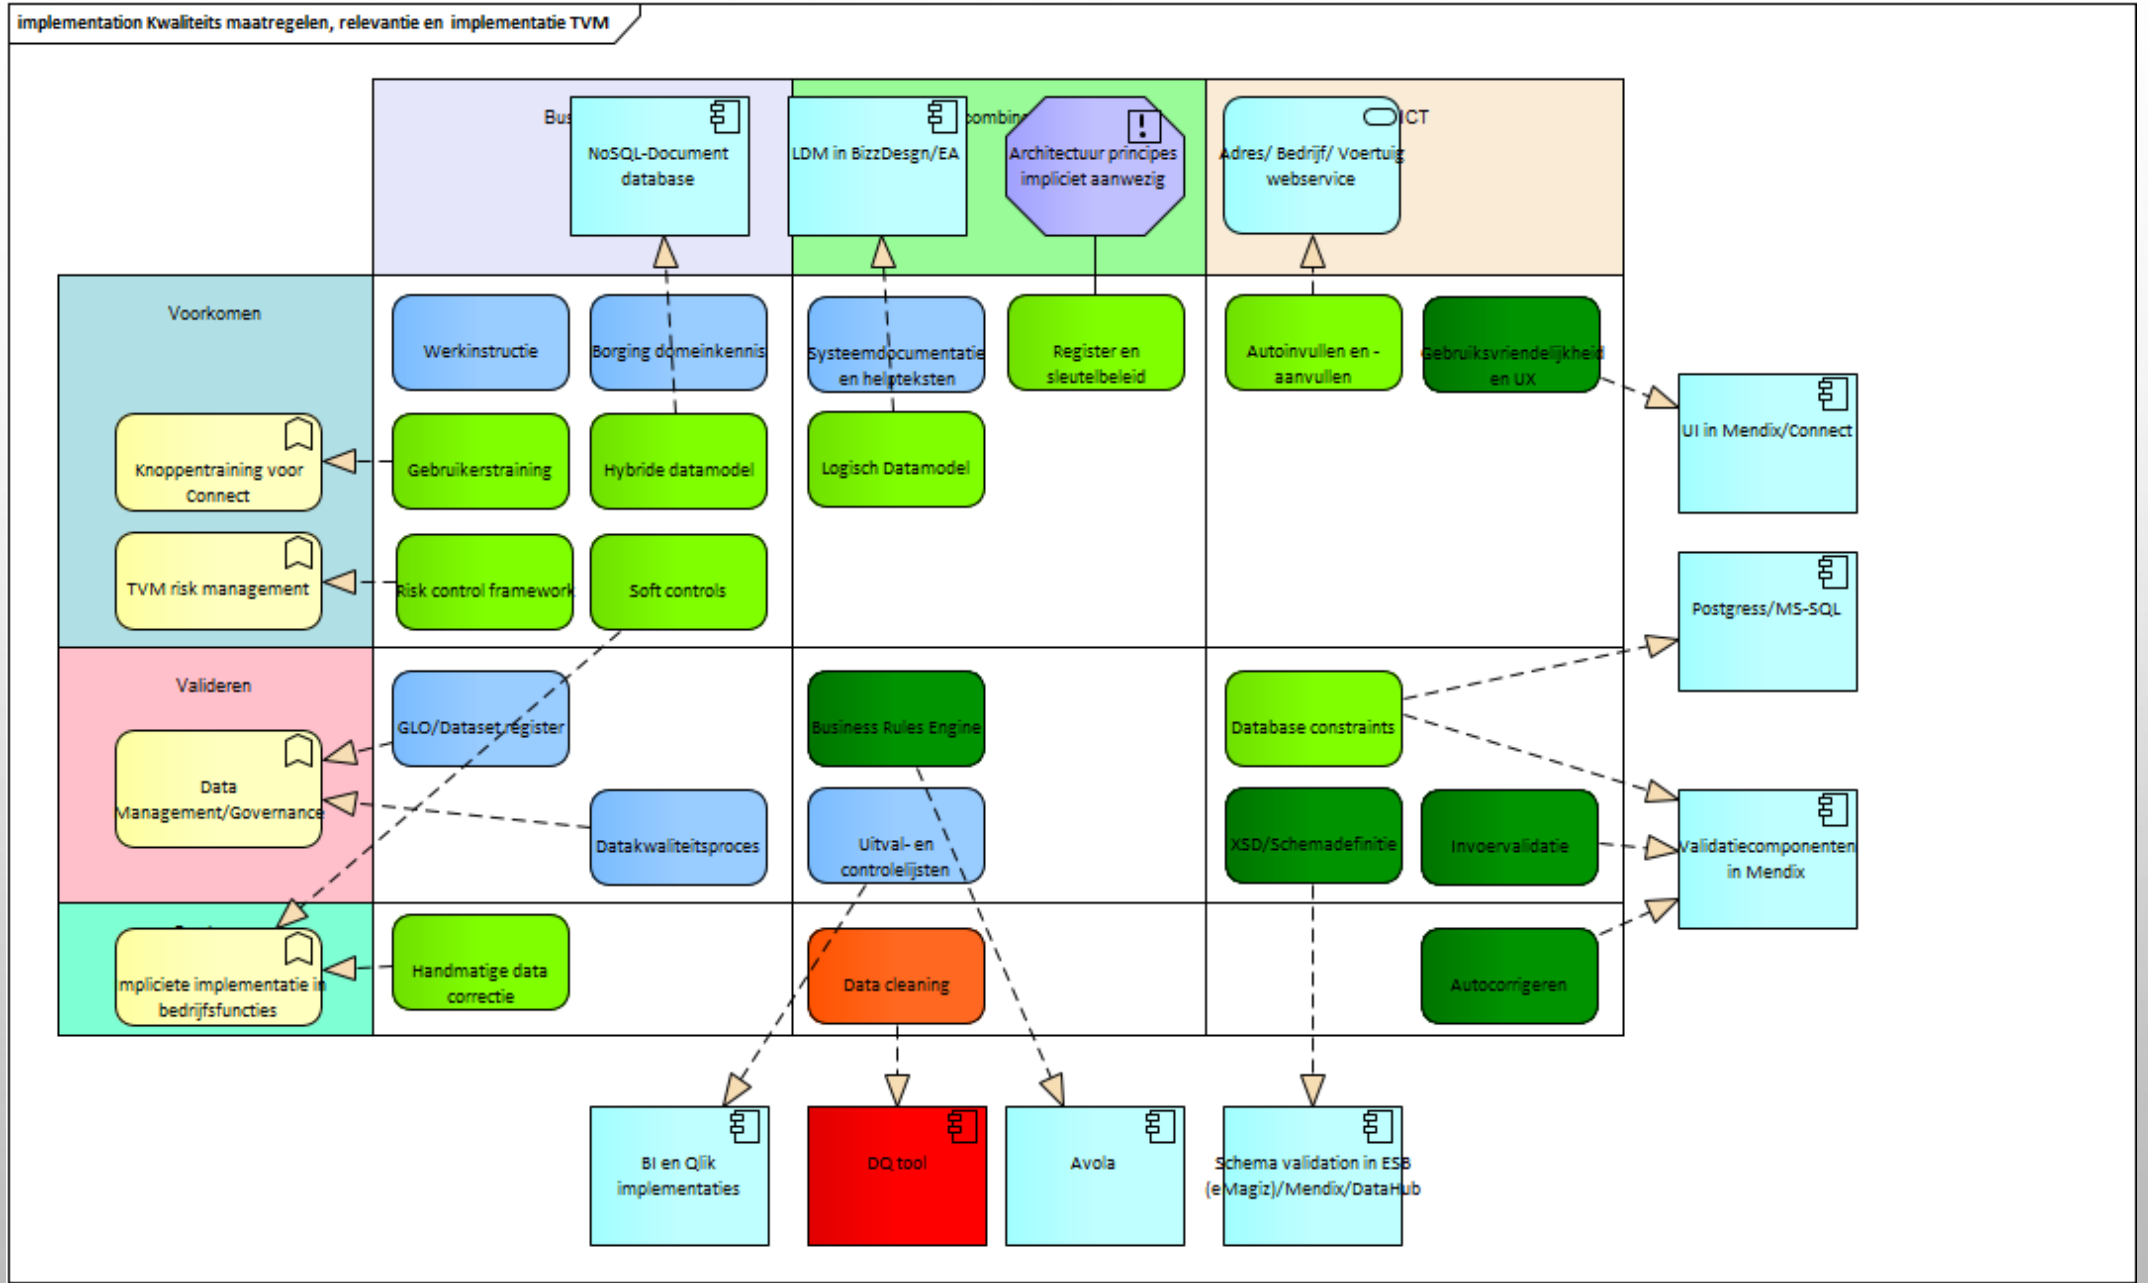 implementation Kwaliteits maatregelen, relevantie en implementatie TVM
Bus
combin
ICT
NoSQL-Document
database
LDM in BizzDesgn/EA
Architectuur principes
impliciet aanwezig
Adres/ Bedrijf/ Voertuig
webservice
Voorkomen
Werkinstructie
Borging domeinkennis
Systeemdocumentatie
en helpteksten
Register en
sleutelbeleid
Autoinvullen en -
aanvullen
Gebruiksvriendelijkheid
en UX
UI in Mendix/Connect
Knoppentraining voor
Connect
Gebruikerstraining
Hybride datamodel
Logisch Datamodel
TVM risk management
Risk control framework
Soft controls
Postgress/MS-SQL
Valideren
GLO/Dataset register
Business Rules Engine
Database constraints
Data
Management/Governance
Datakwaliteitsproces
Uitval- en
controlelijsten
XSD/Schemadefinitie
Invoervalidatie
Validatiecomponenten
in Mendix
mpliciete implementatie in
bedrijfsfuncties
Handmatige data
correctie
Data cleaning
Autocorrigeren
BI en Qlik
implementaties
DQ tool
Avola
Schema validation in ESB
(eMagiz)/Mendix/DataHub